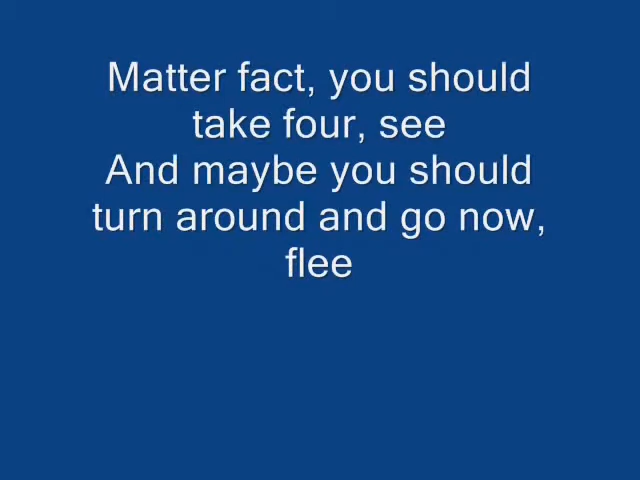 Matter fact, you should
take four, see
And maybe you should
turn around and go now,
flee